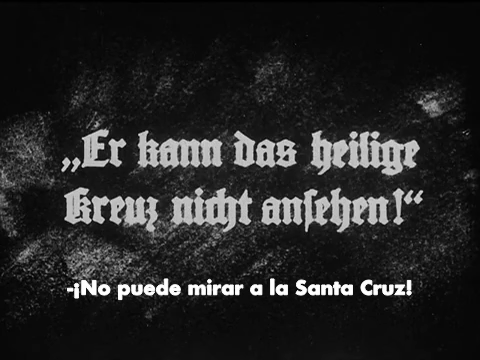 „Er kann das heilige
Kreuz nicht anſehen!“
-¡No puede mirar a la Santa Cruz!